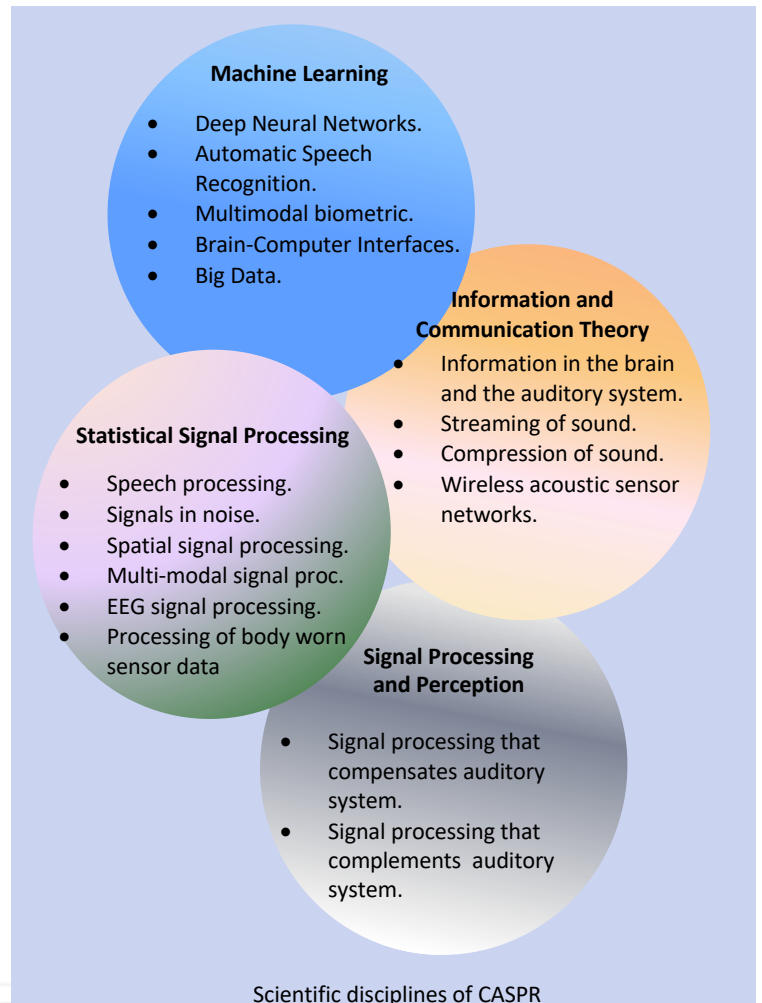 Machine Learning
• Deep Neural Networks.
• Automatic Speech
Recognition.
• Multimodal biometric.
• Brain-Computer Interfaces.
• Big Data.
Information and
Communication Theory
• Information in the brain
and the auditory system.
• Streaming of sound.
• Compression of sound.
• Wireless acoustic sensor
networks.
Statistical Signal Processing
• Speech processing.
• Signals in noise.
• Spatial signal processing.
• Multi-modal signal proc.
• EEG signal processing.
• Processing of body worn
sensor data
Signal Processing
and Perception
• Signal processing that
compensates auditory
system.
• Signal processing that
complements auditory
system.
Scientific disciplines of CASPR